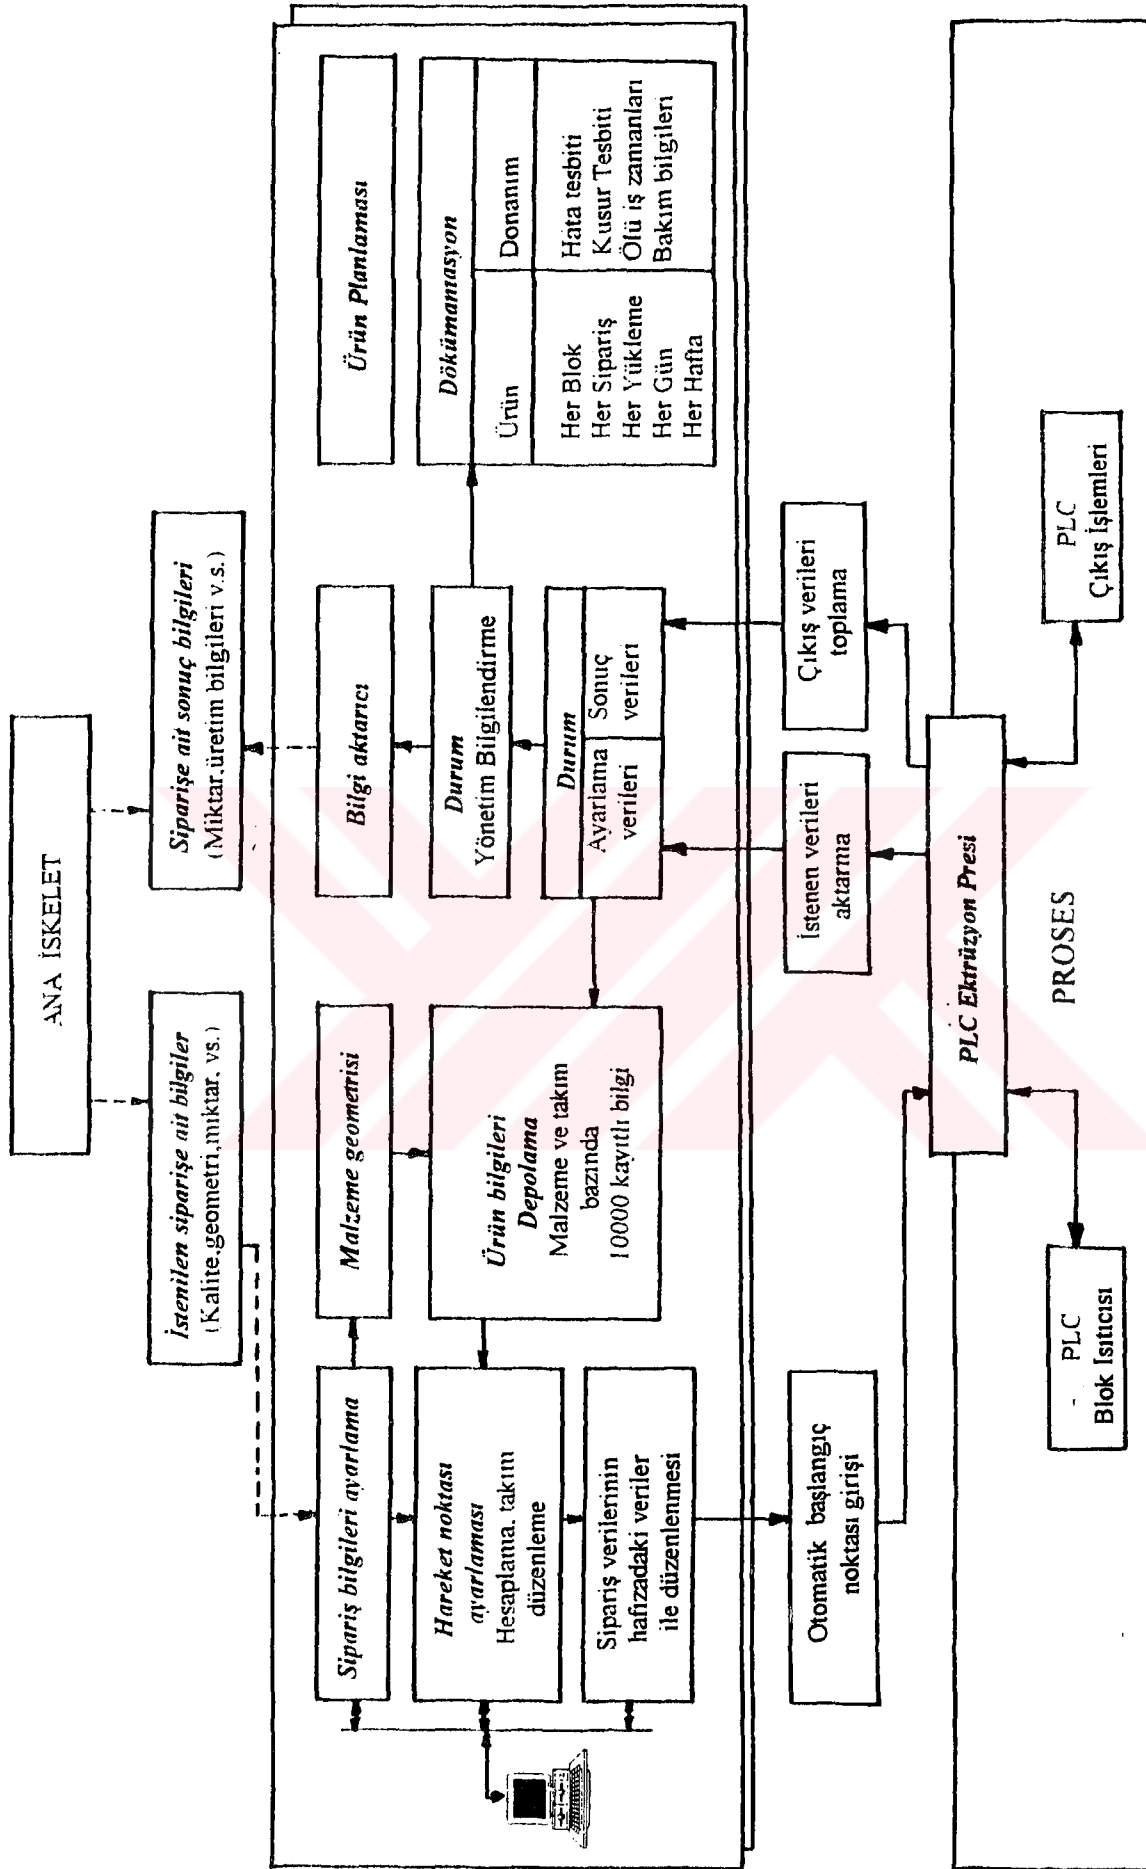 ANA İSKELET
İstenilen siparişe ait bilgiler
(Kalite,geometri,miktar, vs.)
Siparişe ait sonuç bilgileri
(Miktar,üretim bilgileri v.s.)
Sipariş bilgileri ayarlama
Malzeme geometrisi
Bilgi aktarıcı
Ürün Planlaması
Hareket noktası
ayarlaması
Hesaplama, takım
düzenleme
Ürün bilgileri
Depolama
Malzeme ve takım
bazında
10000 kayıtlı bilgi
Durum
Yönetim Bilgilendirme
Dökümamasyon
Ürün
Donanım
Her Blok
Her Sipariş
Her Yükleme
Her Gün
Her Hafta
Hata tesbiti
Kusur Tesbiti
Ölü iş zamanları
Bakım bilgileri
Durum
Ayarlama
verileri
Sonuç
verileri
Sipariş verilerinin
hafızadaki veriler
ile düzenlenmesi
Otomatik başlangıç
noktası girişi
İstenen verileri
aktarma
Çıkış verileri
toplama
PLC Ektrüzyon Presi
PROSES
PLC
Blok Isıtıcısı
PLC
Çıkış İşlemleri